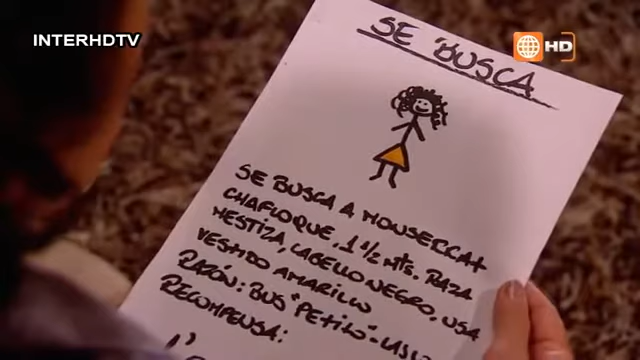 INTERHDTV
HD
SE BUSCA
SE BUSCA A MONSERRAT
CHAFLOQUE, 1 1/2 MTS. RAZA
MESTIZA, CABELLO NEGRO, USA
VESTIDO AMARILLO
RAZÓN: BUS "PETITO"-
RECOMPENSA: